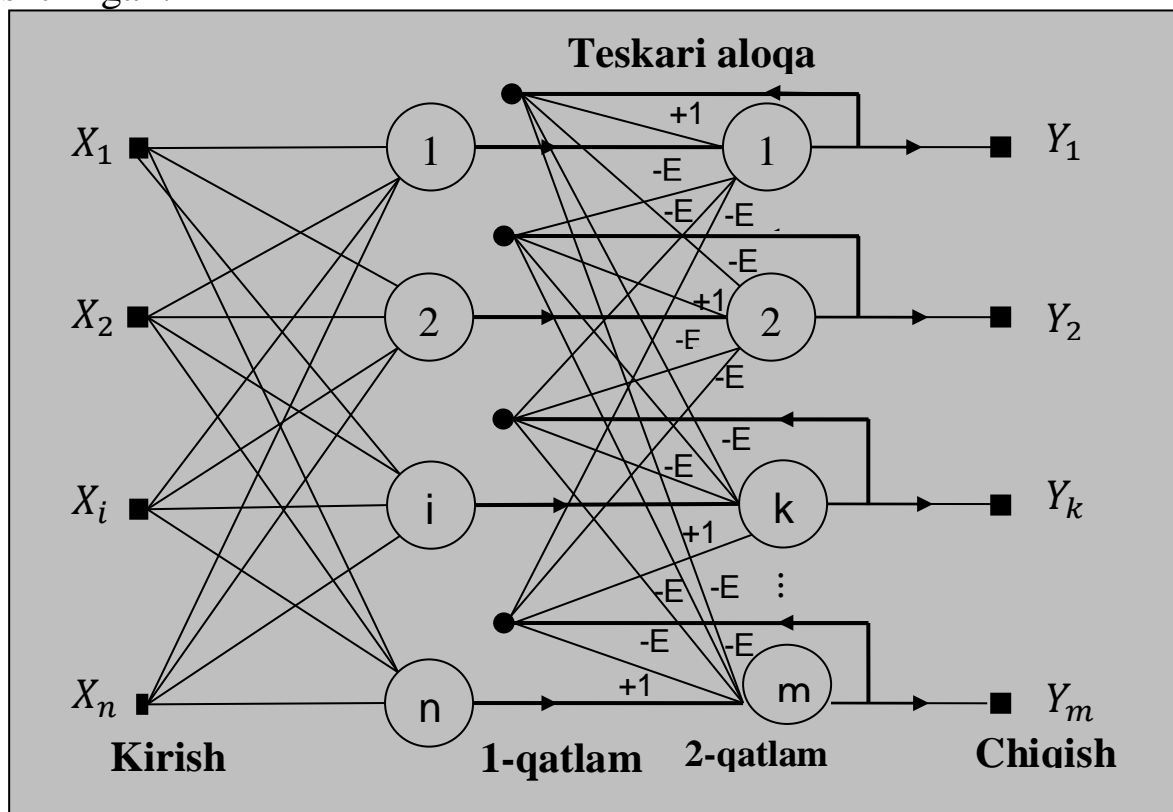 Teskari aloqa
X₁ 1 +1 1 Y₁
-E
-E -E
-E
X₂ 2 +1 2 Y₂
-E
-E
-E
Xᵢ i -E k Yₖ
+1
-E -E ⋮
-E -E
Xₙ n +1 m Yₘ
Kirish 1-qatlam 2-qatlam Chiqish